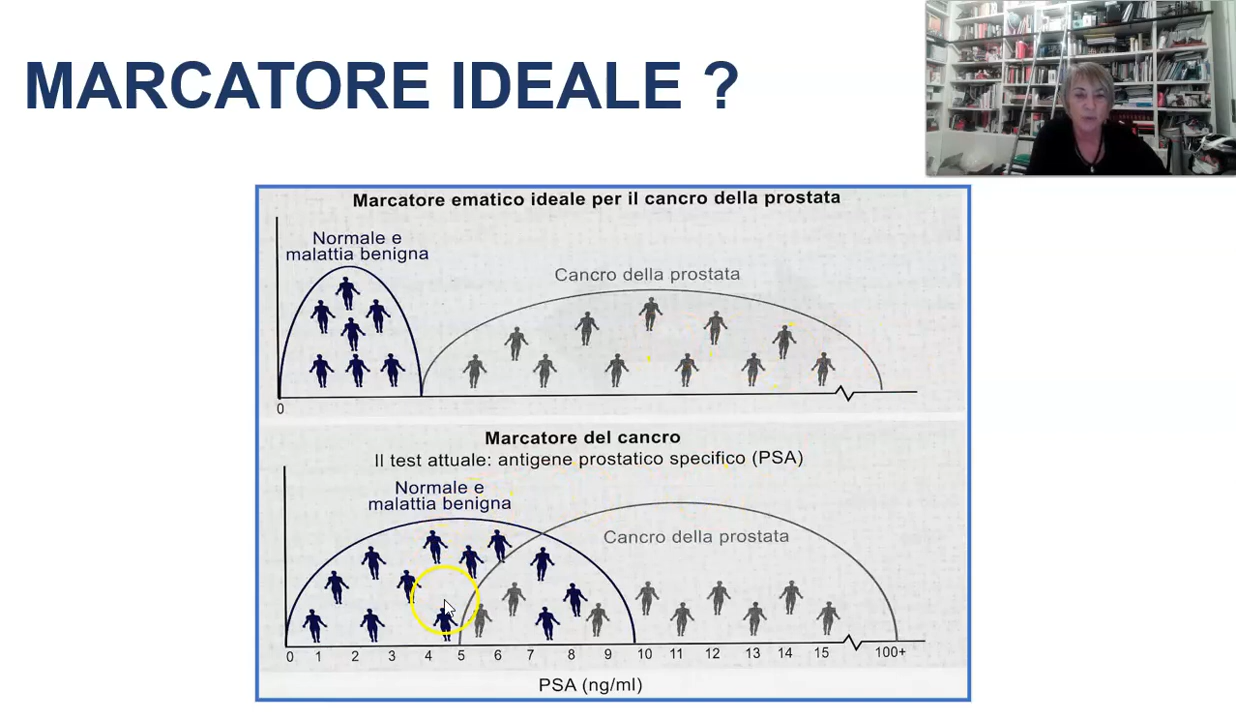 MARCATORE IDEALE ?
Marcatore ematico ideale per il cancro della prostata
Normale e
malattia benigna
Cancro della prostata
0
Marcatore del cancro
Il test attuale: antigene prostatico specifico (PSA)
Normale e
malattia benigna
Cancro della prostata
0 1 2 3 4 5 6 7 8 9 10 11 12 13 14 15 100+
PSA (ng/ml)